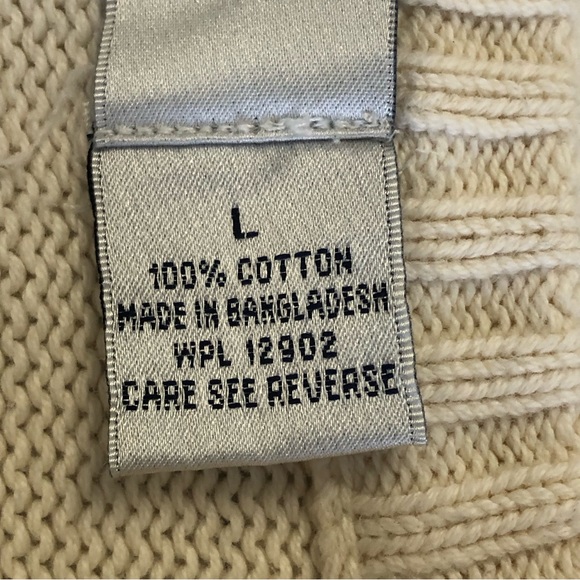 L
100% COTTON
MADE IN BANGLADESH
WPL 12902
CARE SEE REVERSE